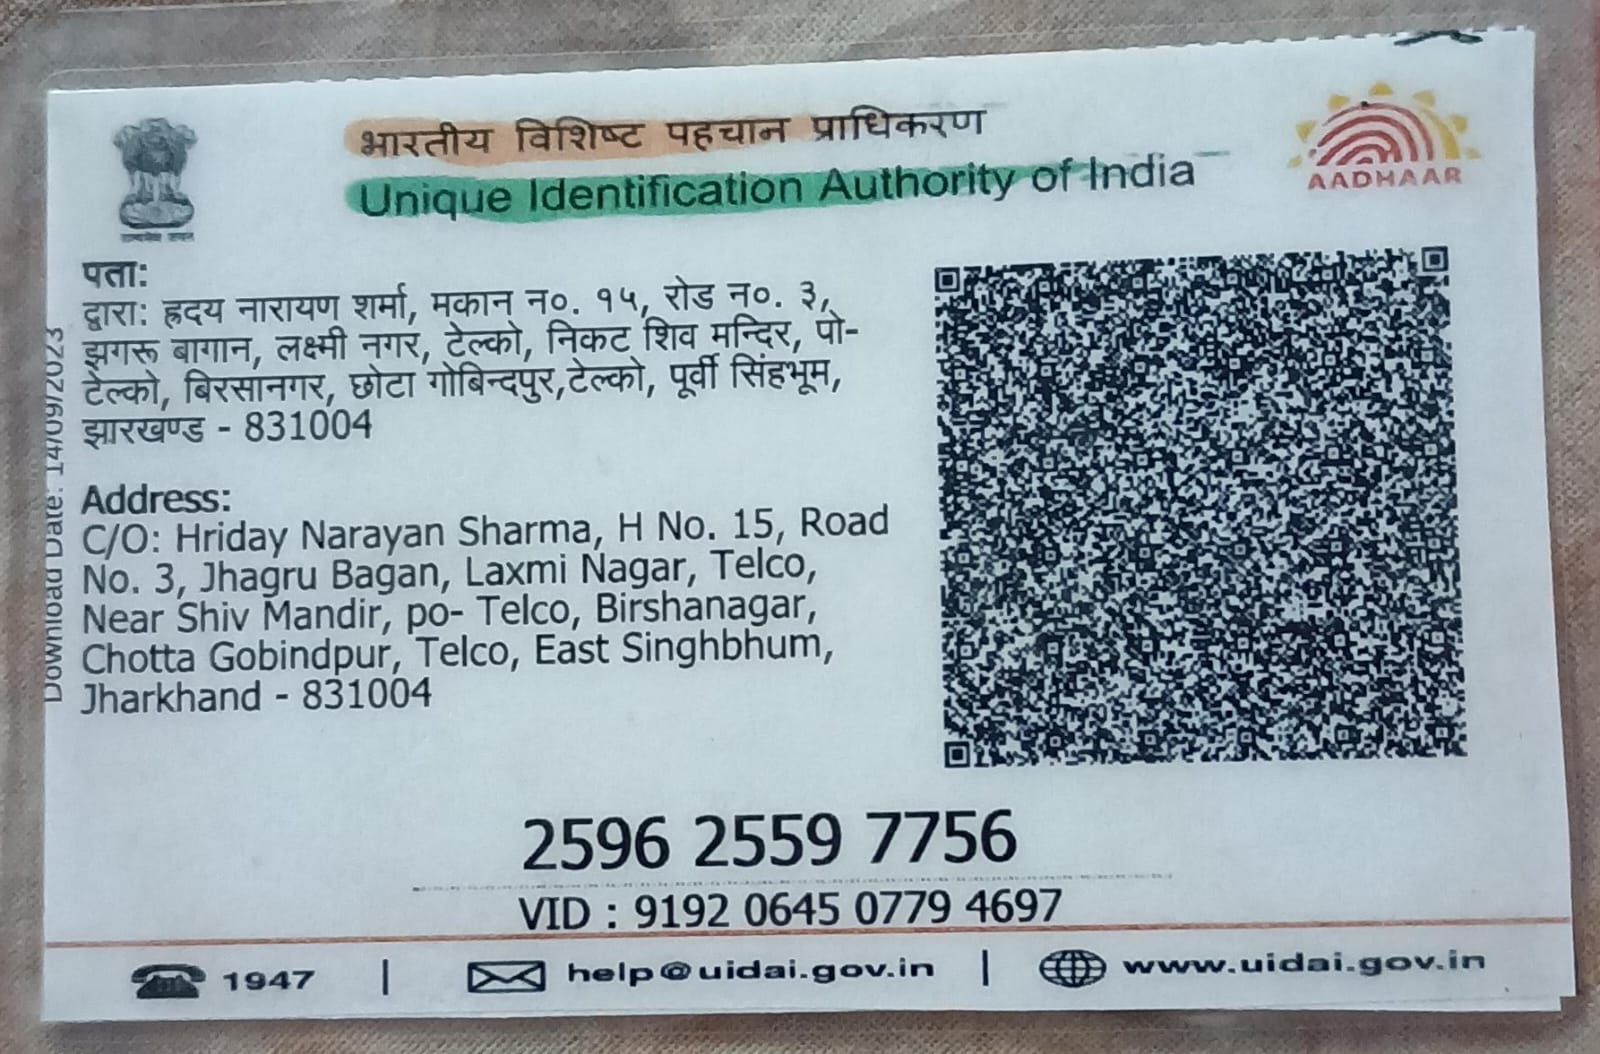 भारतीय विशिष्ट पहचान प्राधिकरण
Unique Identification Authority of India
AADHAAR
पता:
द्वारा: ह्रदय नारायण शर्मा, मकान न०. १५, रोड न०. ३,
झगरू बागान, लक्ष्मी नगर, टेल्को, निकट शिव मन्दिर, पो-
टेल्को, बिरसानगर, छोटा गोबिन्दपुर,टेल्को, पूर्वी सिंहभूम,
झारखण्ड - 831004
Download Date: 14/09/2023
Address:
C/O: Hriday Narayan Sharma, H No. 15, Road
No. 3, Jhagru Bagan, Laxmi Nagar, Telco,
Near Shiv Mandir, po- Telco, Birshanagar,
Chotta Gobindpur, Telco, East Singhbhum,
Jharkhand - 831004
2596 2559 7756
VID : 9192 0645 0779 4697
1947 | help@uidai.gov.in | www.uidai.gov.in